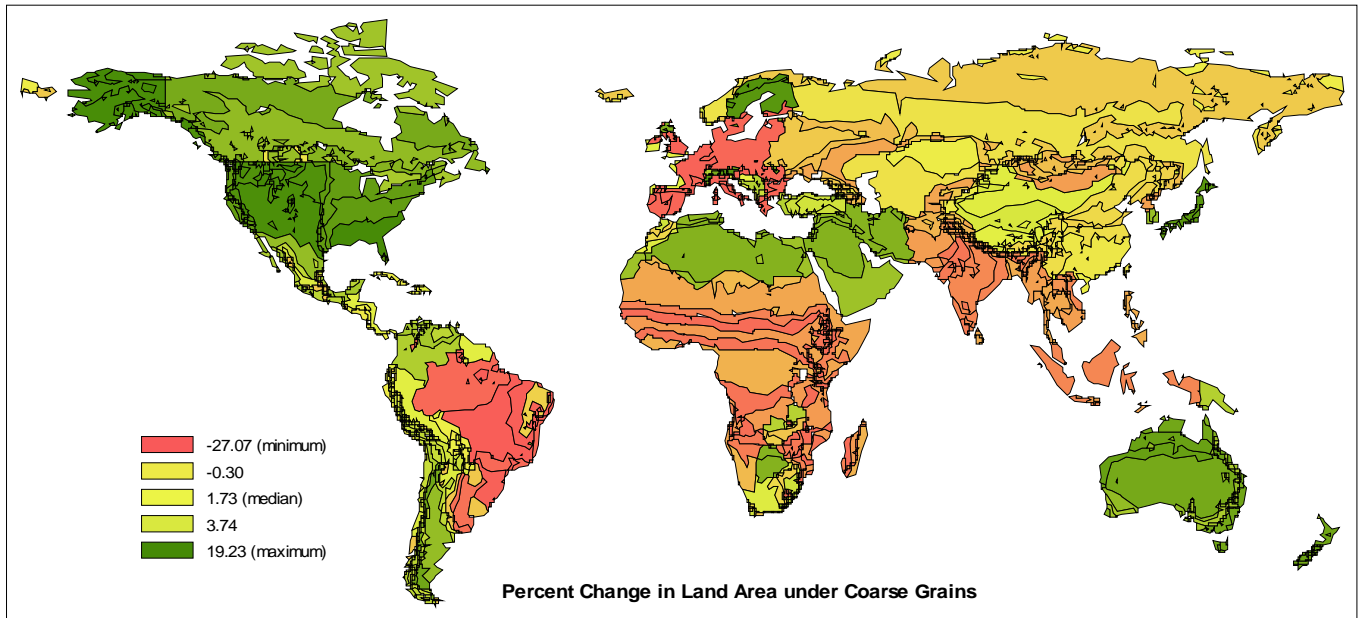 -27.07 (minimum)
-0.30
1.73 (median)
3.74
19.23 (maximum)
Percent Change in Land Area under Coarse Grains